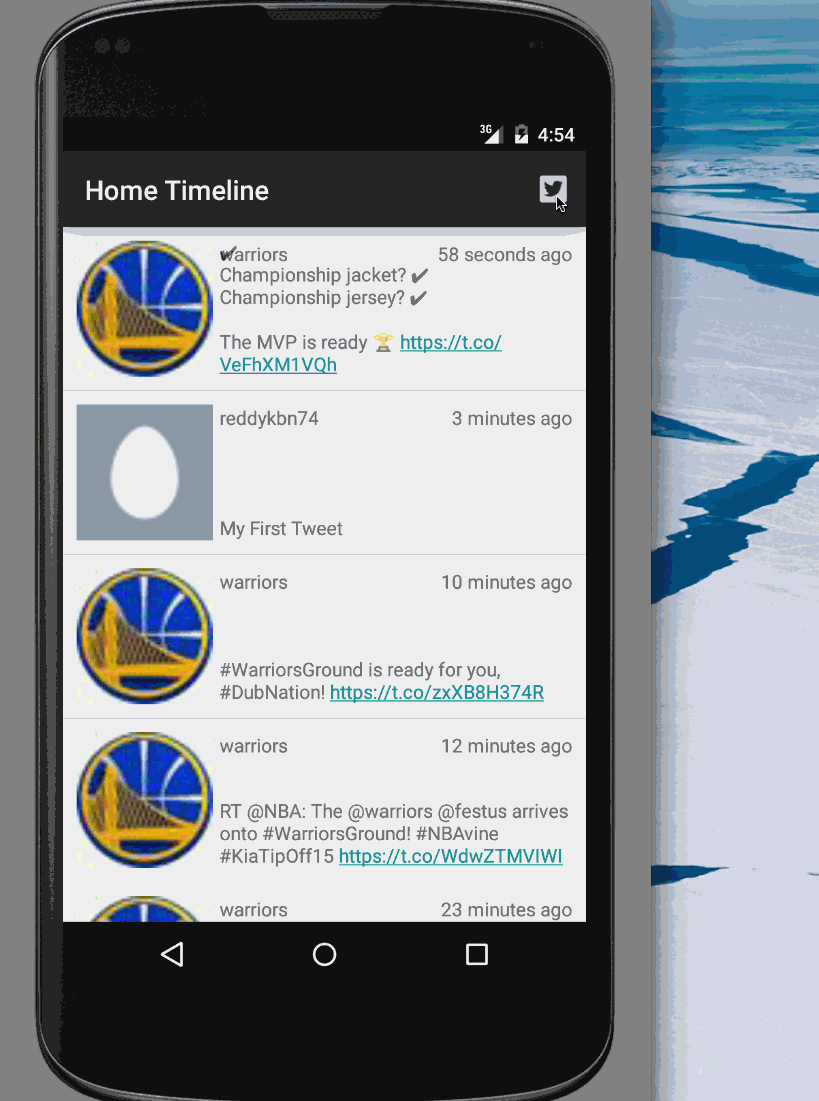 3G 4:54
Home Timeline
warriors 58 seconds ago
Championship jacket? ✔
Championship jersey? ✔
The MVP is ready 🏆 https://t.co/
VeFhXM1VQh
reddykbn74 3 minutes ago
My First Tweet
warriors 10 minutes ago
#WarriorsGround is ready for you,
#DubNation! https://t.co/zxXB8H374R
warriors 12 minutes ago
RT @NBA: The @warriors @festus arrives
onto #WarriorsGround! #NBAvine
#KiaTipOff15 https://t.co/WdwZTMVIWl
warriors 23 minutes ago